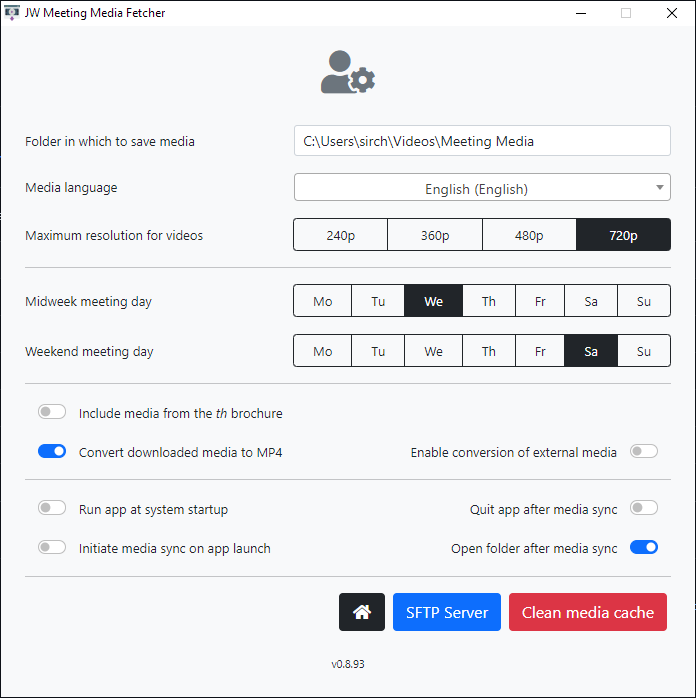 JW Meeting Media Fetcher
Folder in which to save media
C:\Users\sirch\Videos\Meeting Media
Media language
English (English)
Maximum resolution for videos
240p 360p 480p 720p
Midweek meeting day
Mo Tu We Th Fr Sa Su
Weekend meeting day
Mo Tu We Th Fr Sa Su
Include media from the th brochure
Convert downloaded media to MP4
Enable conversion of external media
Run app at system startup
Quit app after media sync
Initiate media sync on app launch
Open folder after media sync
SFTP Server
Clean media cache
v0.8.93